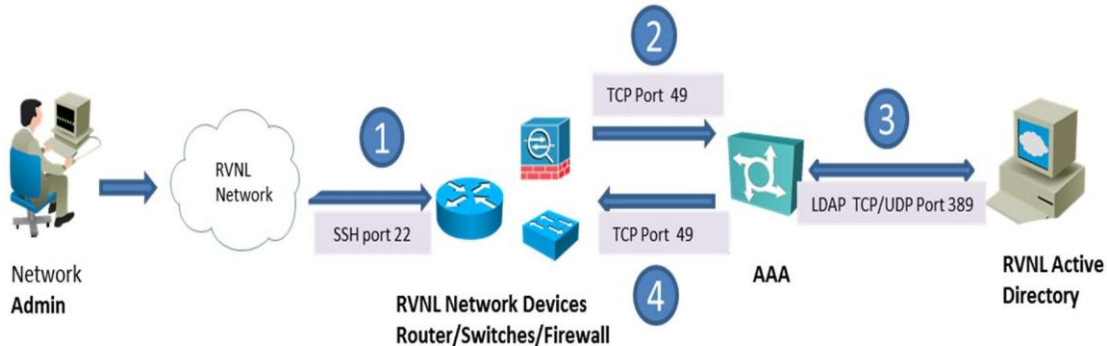 2
TCP Port 49
1
3
RVNL
Network
SSH port 22
TCP Port 49
LDAP TCP/UDP Port 389
Network
Admin
4
AAA
RVNL Active
Directory
RVNL Network Devices
Router/Switches/Firewall